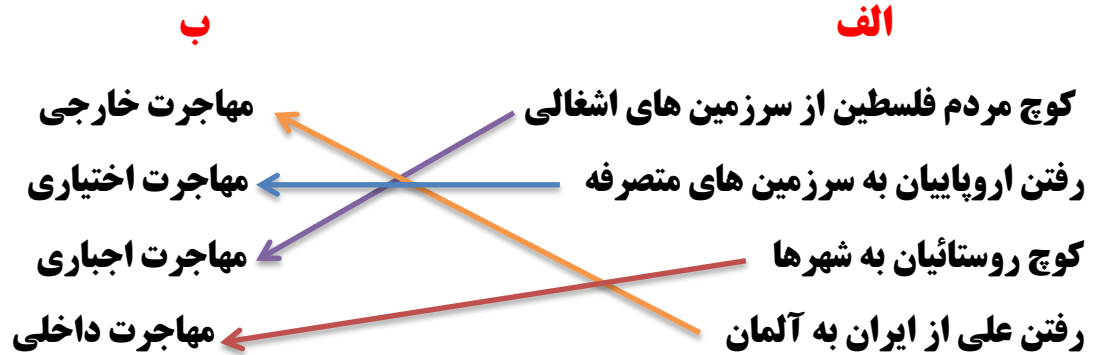 الف ب
کوچ مردم فلسطین از سرزمین های اشغالی مهاجرت خارجی
رفتن اروپاییان به سرزمین های متصرفه مهاجرت اختیاری
کوچ روستائیان به شهرها مهاجرت اجباری
رفتن علی از ایران به آلمان مهاجرت داخلی